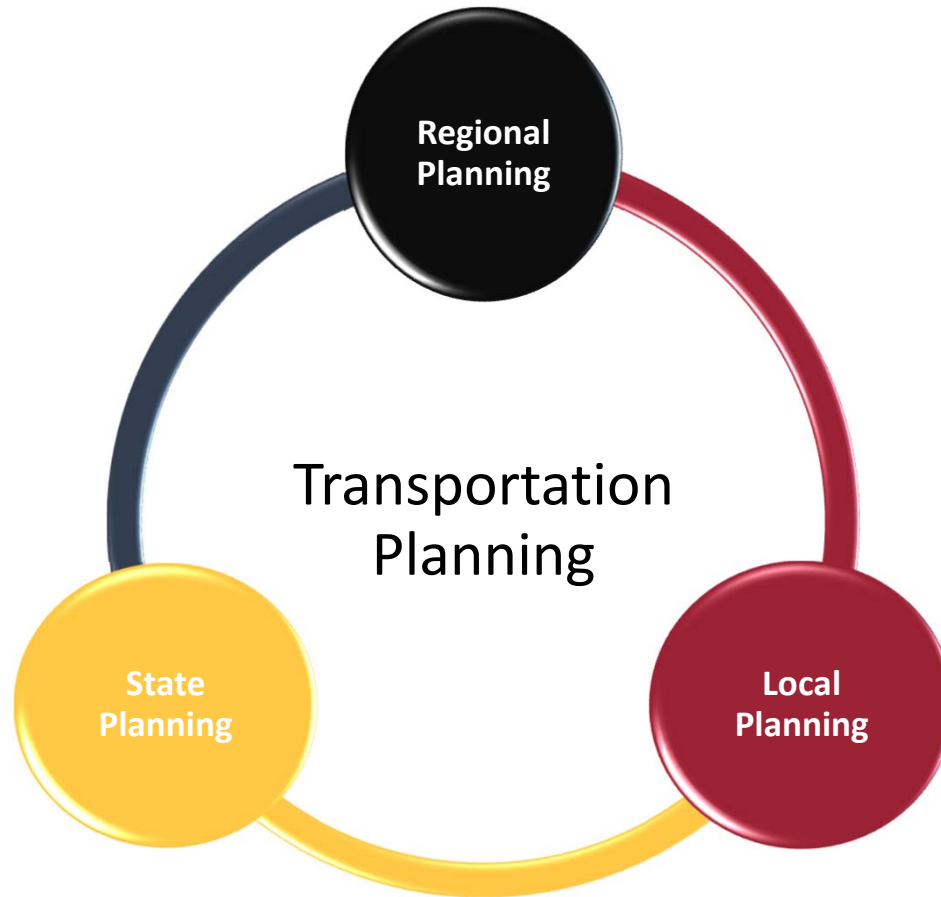 Regional
Planning
Transportation
Planning
State
Planning
Local
Planning